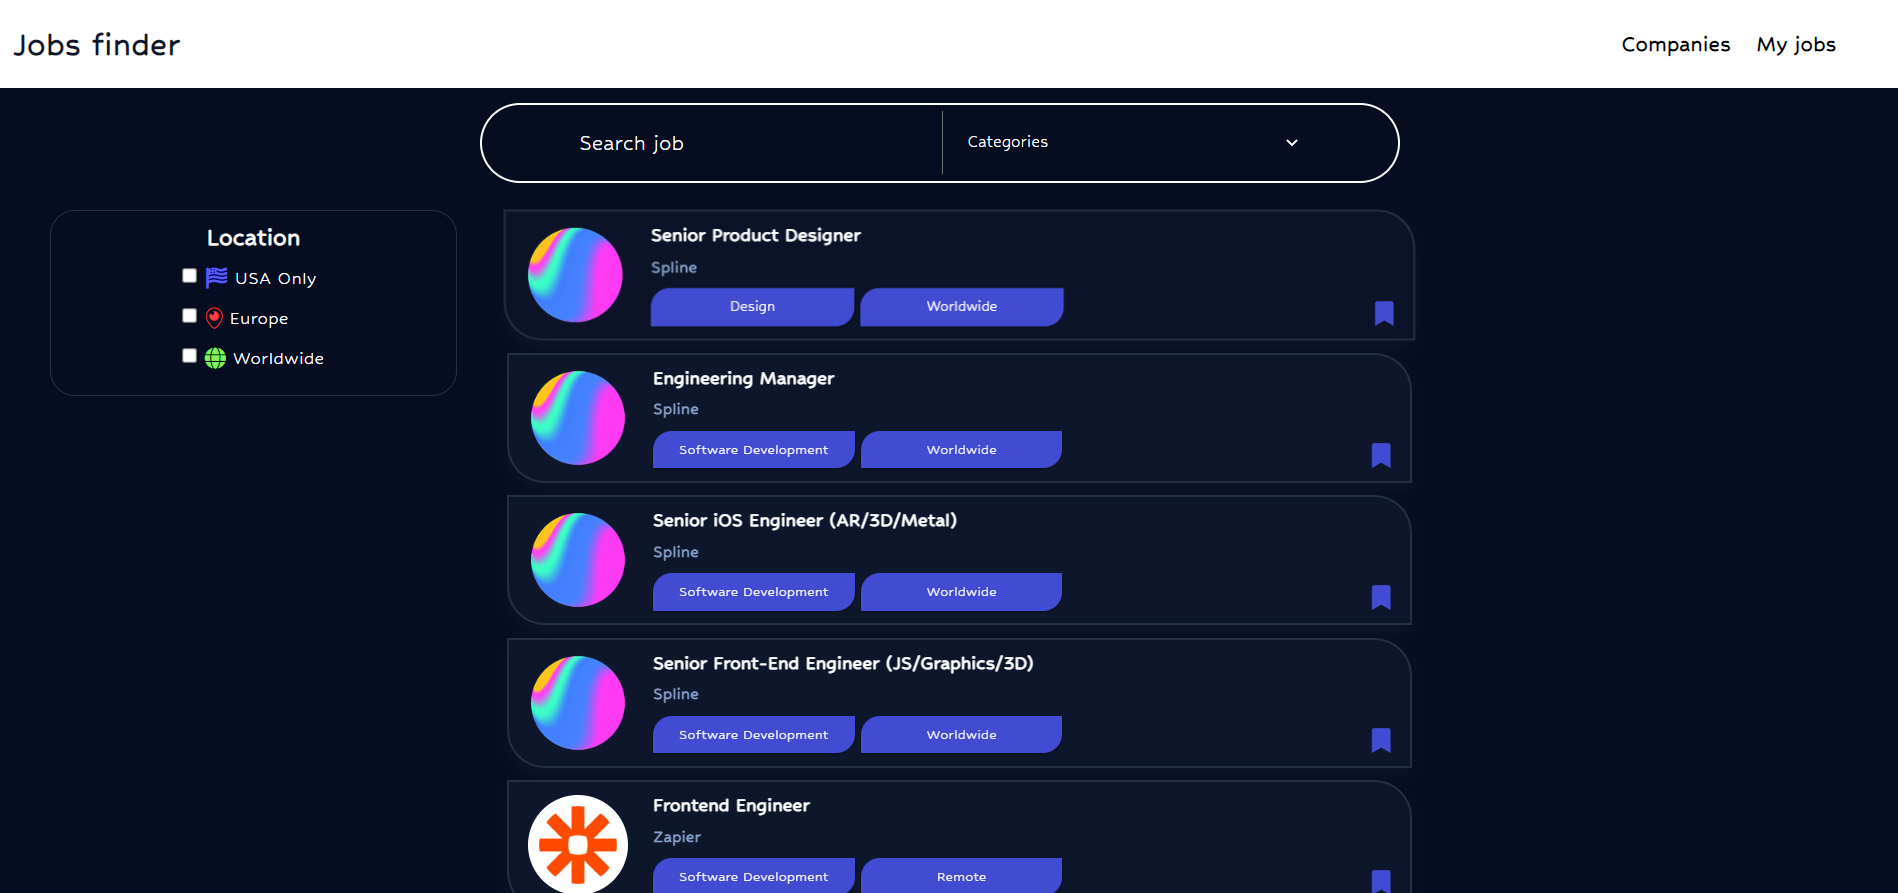 Jobs finder
Companies
My jobs
Search job
Categories
Location
USA Only
Europe
Worldwide
Senior Product Designer
Spline
Design
Worldwide
Engineering Manager
Spline
Software Development
Worldwide
Senior iOS Engineer (AR/3D/Metal)
Spline
Software Development
Worldwide
Senior Front-End Engineer (JS/Graphics/3D)
Spline
Software Development
Worldwide
Frontend Engineer
Zapier
Software Development
Remote